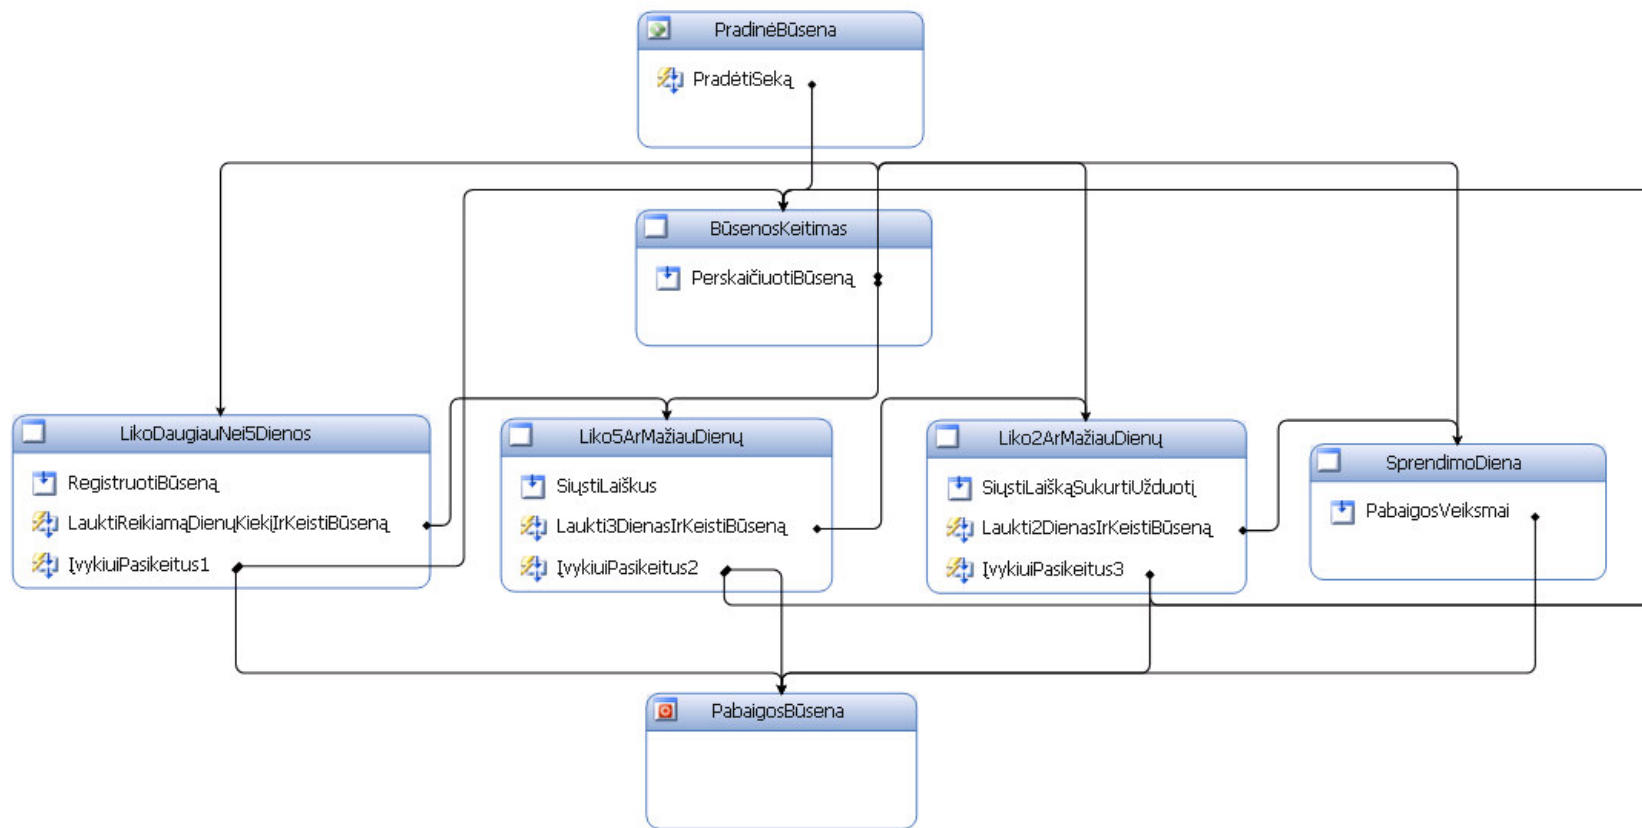 PradinėBūsena
PradėtiSeką
BūsenosKeitimas
PerskaičiuotiBūseną
LikoDaugiauNei5Dienos
RegistruotiBūseną
LauktiReikiamąDienųKiekįIrKeistiBūseną
ĮvykiuiPasikeitus1
Liko5ArMažiauDienų
SiųstiLaiškus
Laukti3DienasIrKeistiBūseną
ĮvykiuiPasikeitus2
Liko2ArMažiauDienų
SiųstiLaiškąSukurtiUžduotį
Laukti2DienasIrKeistiBūseną
ĮvykiuiPasikeitus3
SprendimoDiena
PabaigosVeiksmai
PabaigosBūsena